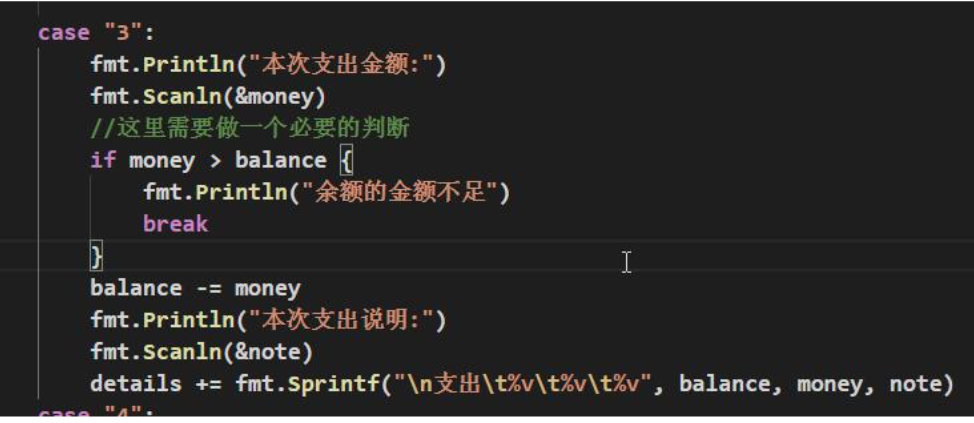 case "3":
fmt.Println("本次支出金额:")
fmt.Scanln(&money)
//这里需要做一个必要的判断
if money > balance {
fmt.Println("余额的金额不足")
break
}
balance -= money
fmt.Println("本次支出说明:")
fmt.Scanln(&note)
details += fmt.Sprintf("\n支出\t%v\t%v\t%v", balance, money, note)
case "4":